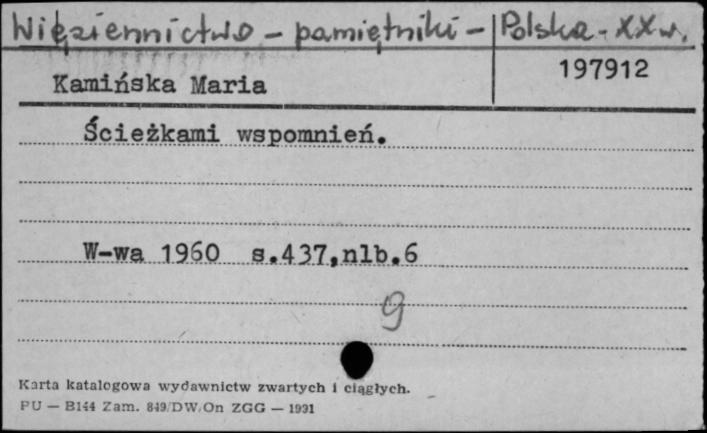 Więziennictwo - pamiętniki - Polska - XX w.
197912
Kamińska Maria
Ścieżkami wspomnień.
W-wa 1960 s.437,nlb.6
9
Karta katalogowa wydawnictw zwartych i ciągłych.
PU — B144 Zam. 849/DW/On ZGG — 1991